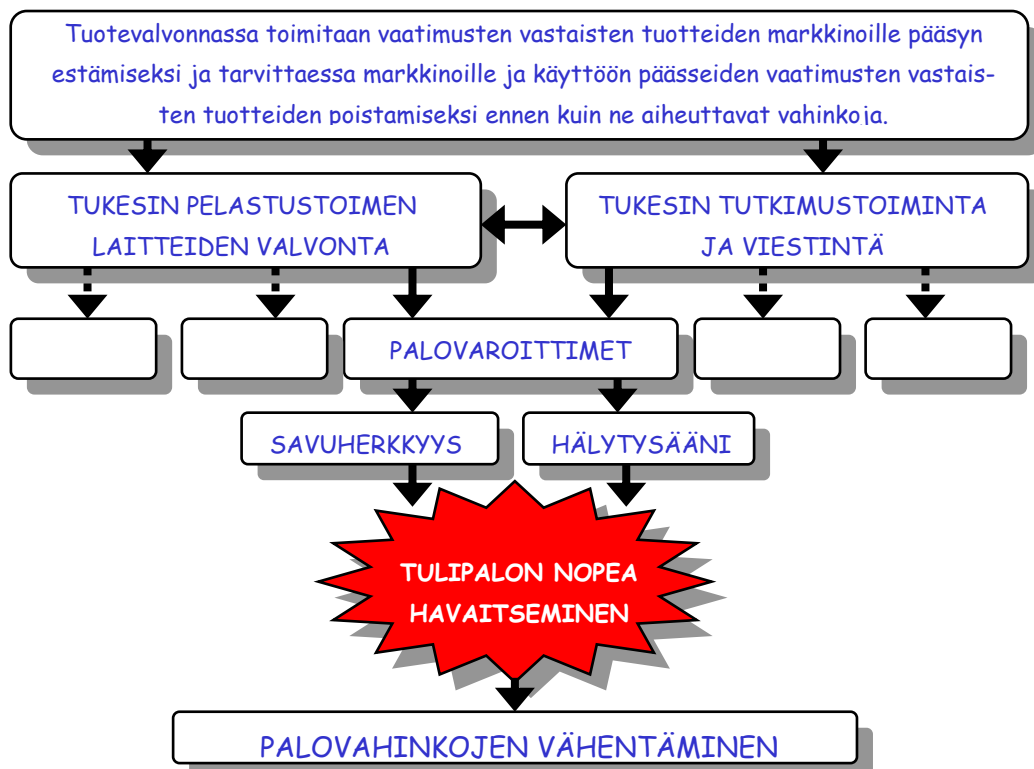 Tuotevalvonnassa toimitaan vaatimusten vastaisten tuotteiden markkinoille pääsyn
estämiseksi ja tarvittaessa markkinoille ja käyttöön päässeiden vaatimusten vastais-
ten tuotteiden poistamiseksi ennen kuin ne aiheuttavat vahinkoja.
TUKESIN PELASTUSTOIMEN
LAITTEIDEN VALVONTA
TUKESIN TUTKIMUSTOIMINTA
JA VIESTINTÄ
PALOVAROITTIMET
SAVUHERKKYYS
HÄLYTYSÄÄNI
TULIPALON NOPEA
HAVAITSEMINEN
PALOVAHINKOJEN VÄHENTÄMINEN